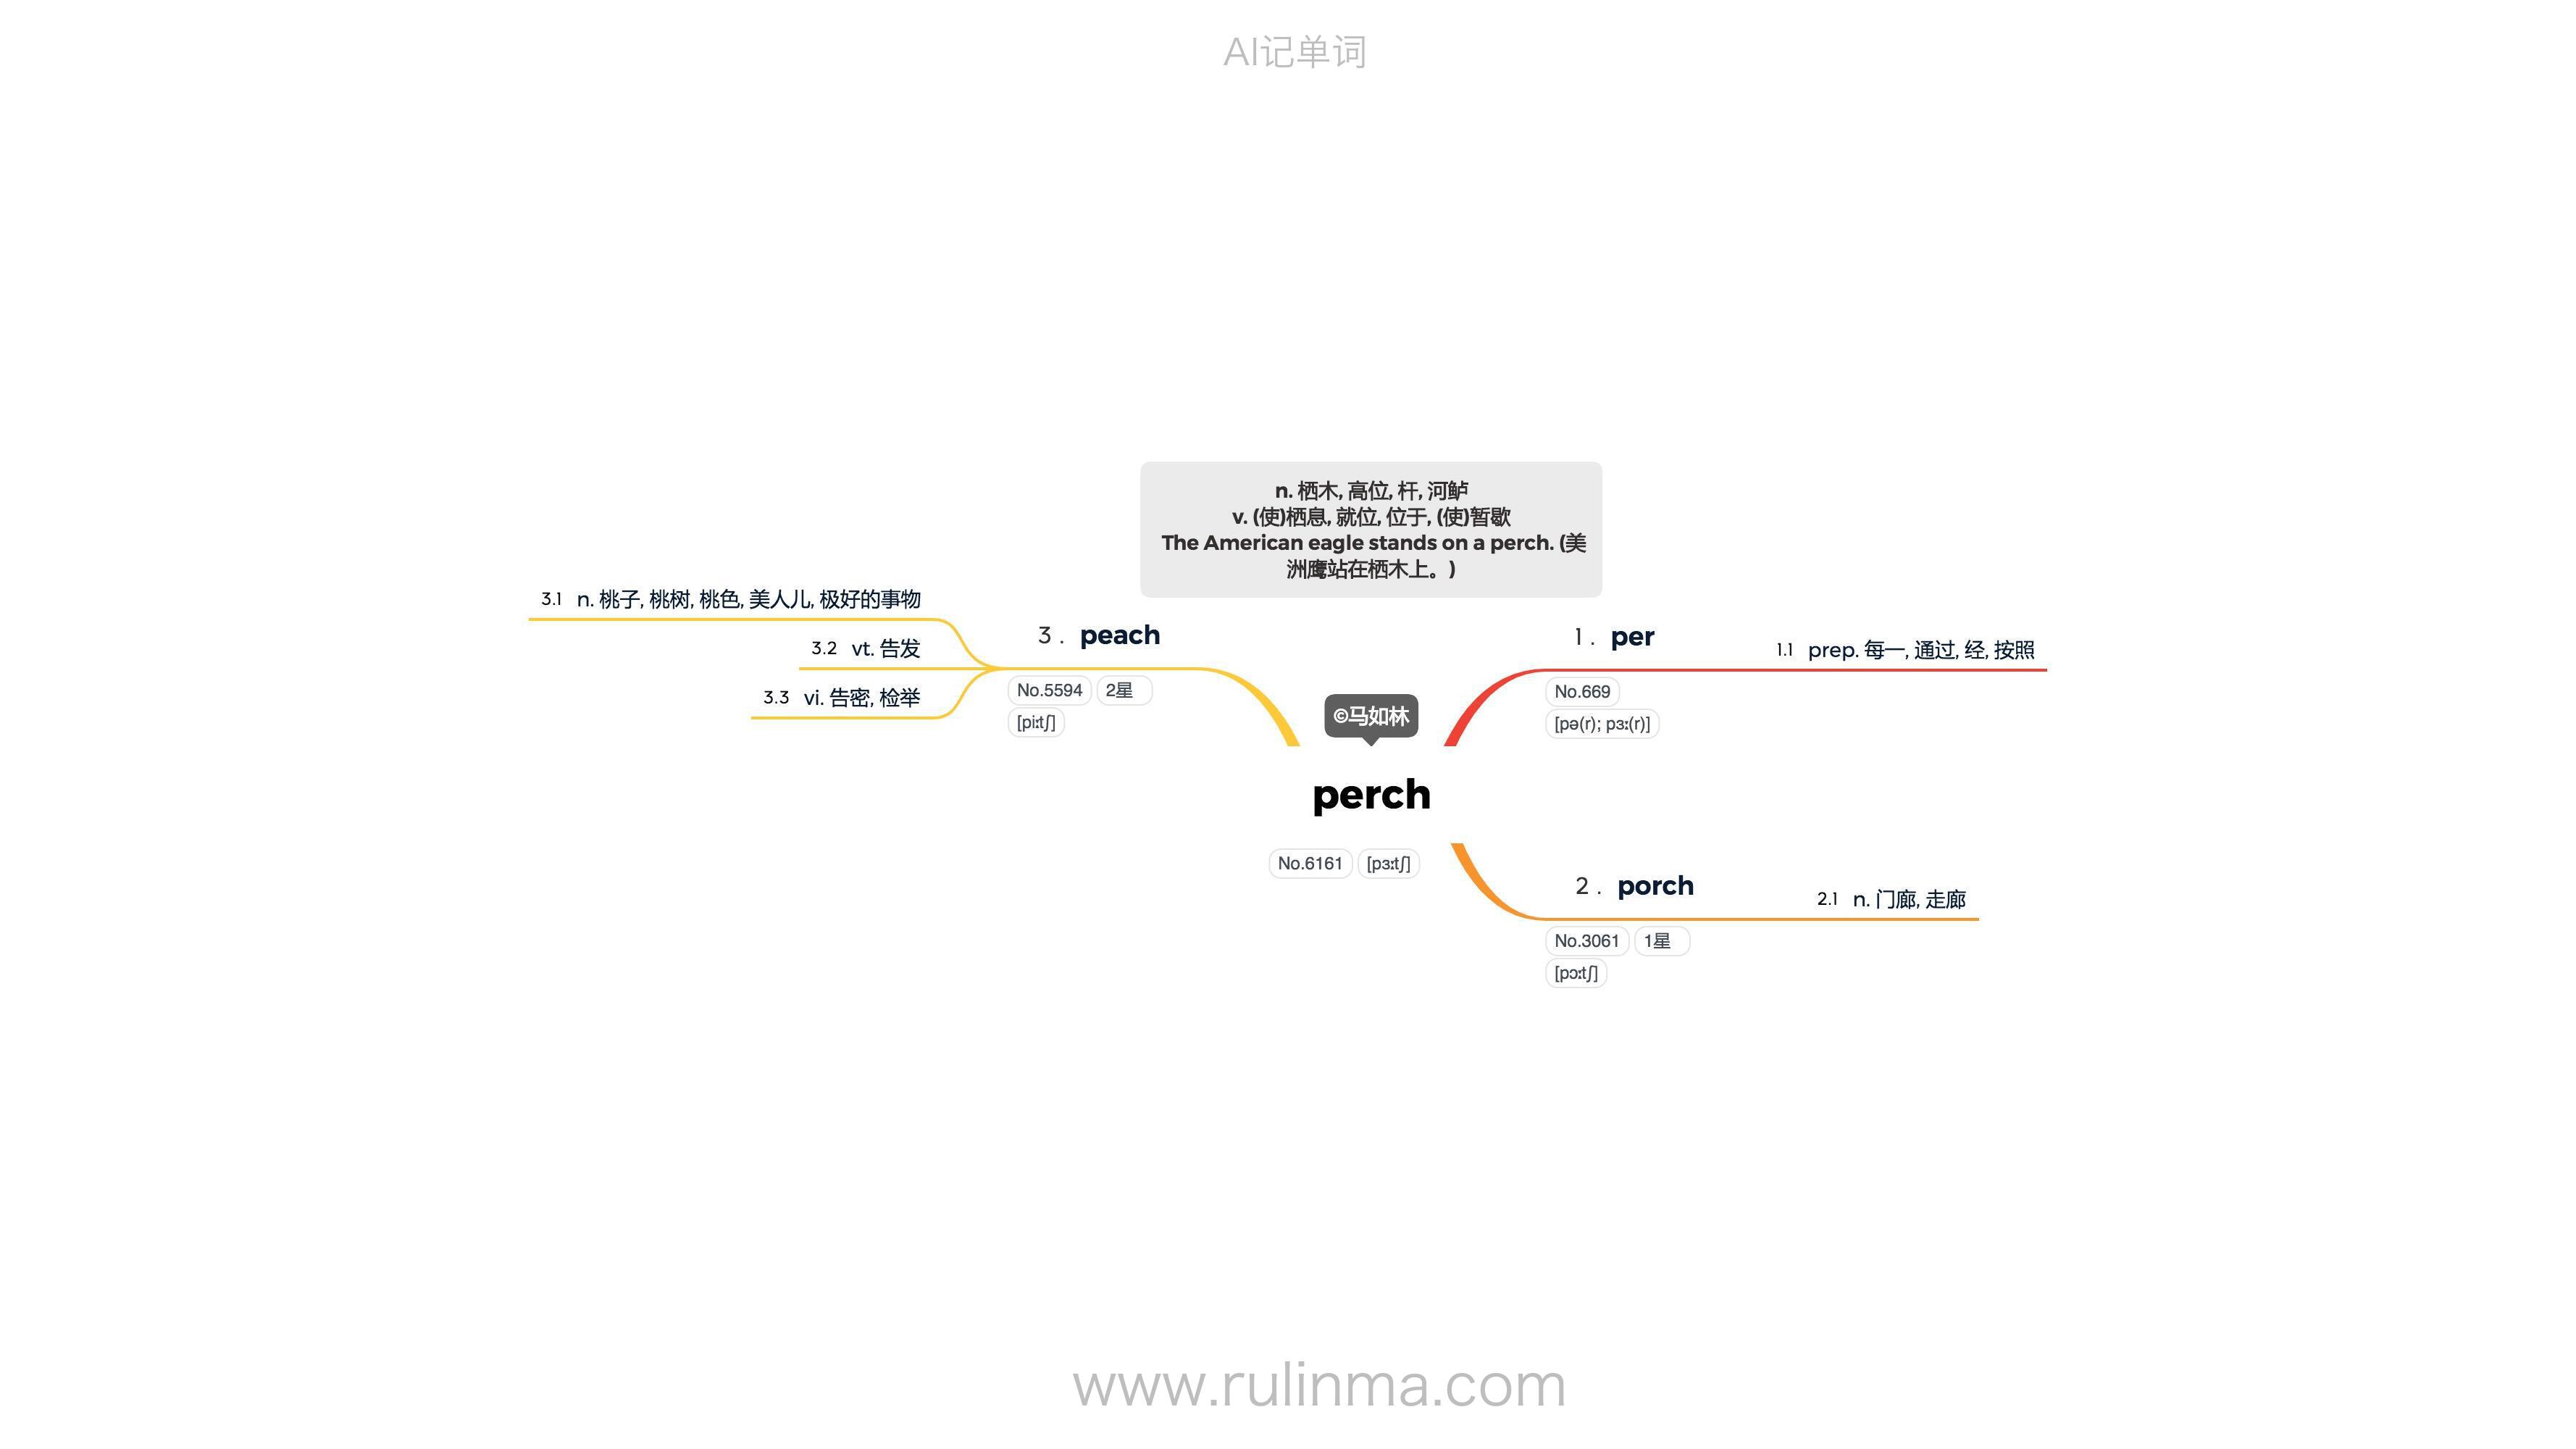 AI记单词
n. 栖木, 高位, 杆, 河鲈
v. (使)栖息, 就位, 位于, (使)暂歇
The American eagle stands on a perch. (美
洲鹰站在栖木上。)
©马如林
perch
No.6161 [pɜːtʃ]
1 . per
No.669
[pə(r); pɜː(r)]
1.1 prep. 每一, 通过, 经, 按照
2 . porch
No.3061 1星
[pɔːtʃ]
2.1 n. 门廊, 走廊
3 . peach
No.5594 2星
[piːtʃ]
3.1 n. 桃子, 桃树, 桃色, 美人儿, 极好的事物
3.2 vt. 告发
3.3 vi. 告密, 检举
www.rulinma.com